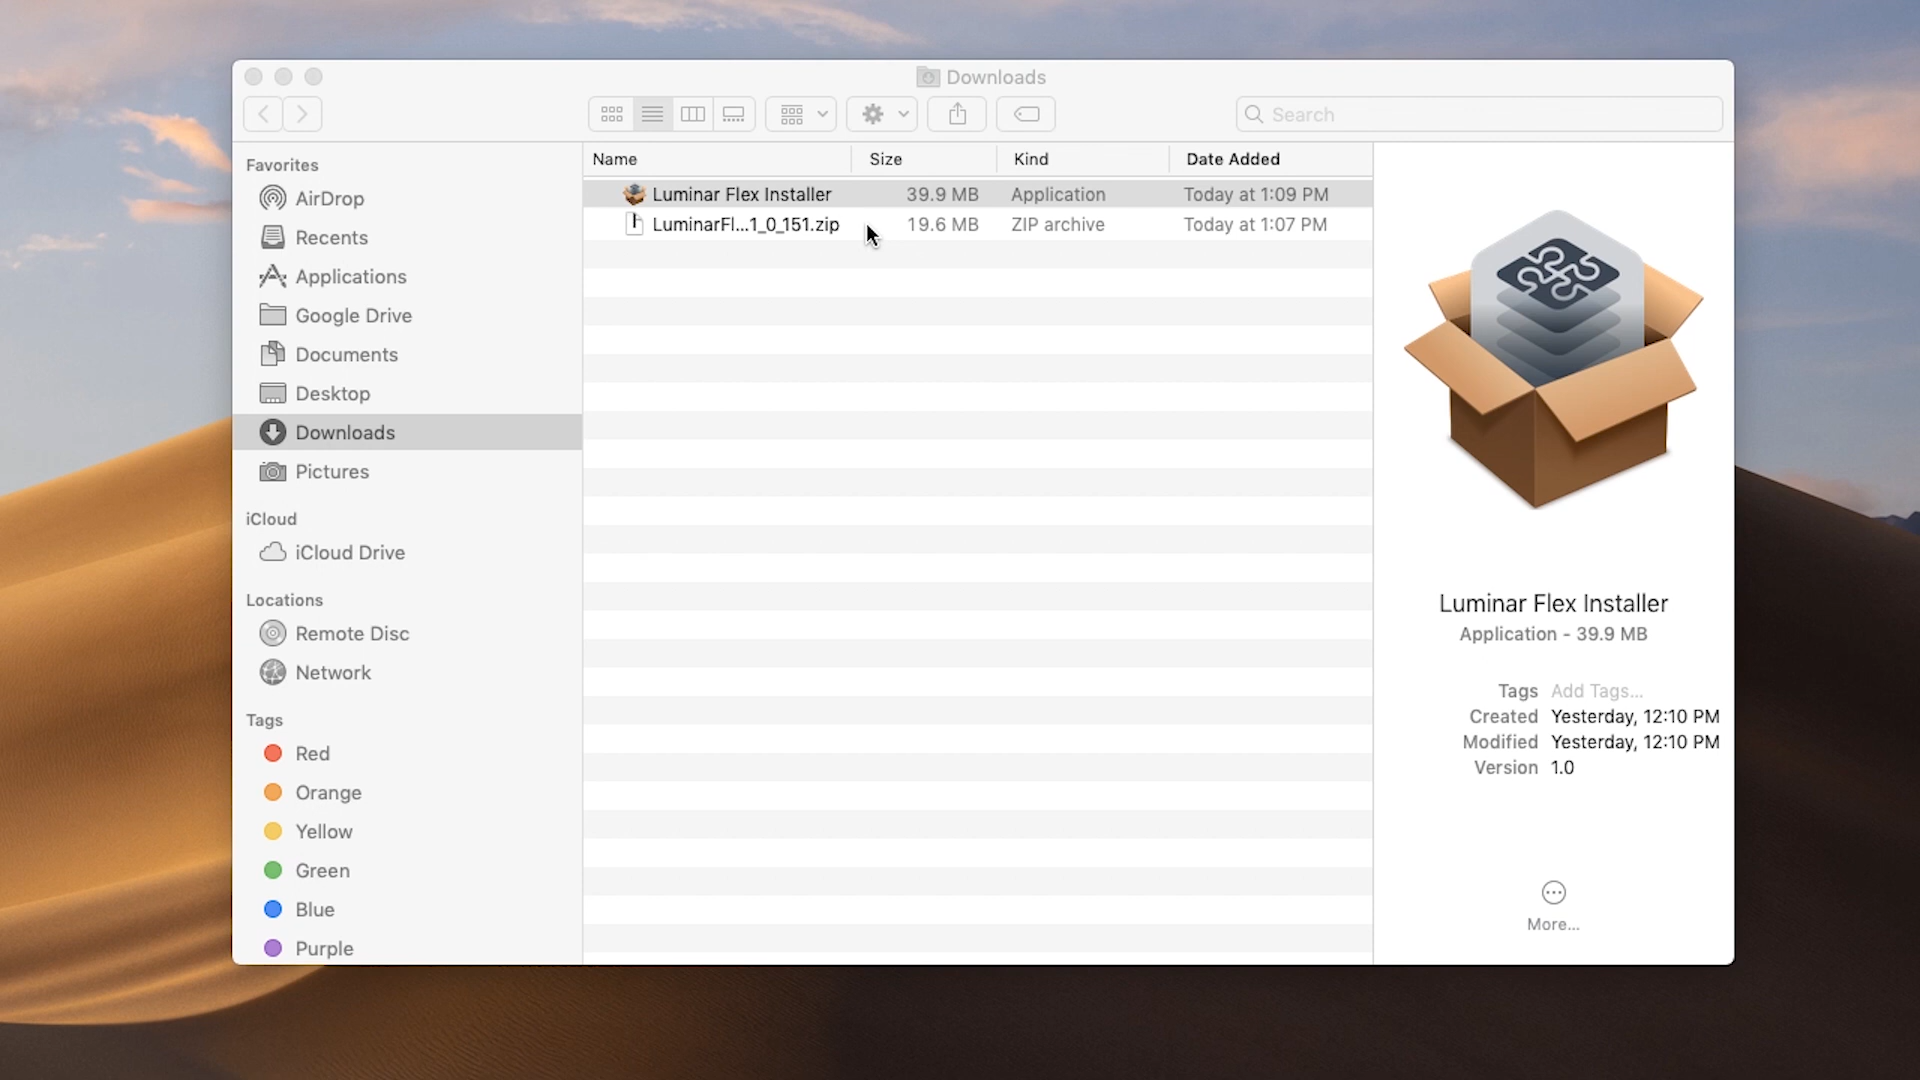 Downloads
Search
Favorites
AirDrop
Recents
Applications
Google Drive
Documents
Desktop
Downloads
Pictures
iCloud
iCloud Drive
Locations
Remote Disc
Network
Tags
Red
Orange
Yellow
Green
Blue
Purple
Name Size Kind Date Added
Luminar Flex Installer 39.9 MB Application Today at 1:09 PM
LuminarFl...1_0_151.zip 19.6 MB ZIP archive Today at 1:07 PM
Luminar Flex Installer
Application - 39.9 MB
Tags Add Tags...
Created Yesterday, 12:10 PM
Modified Yesterday, 12:10 PM
Version 1.0
More...